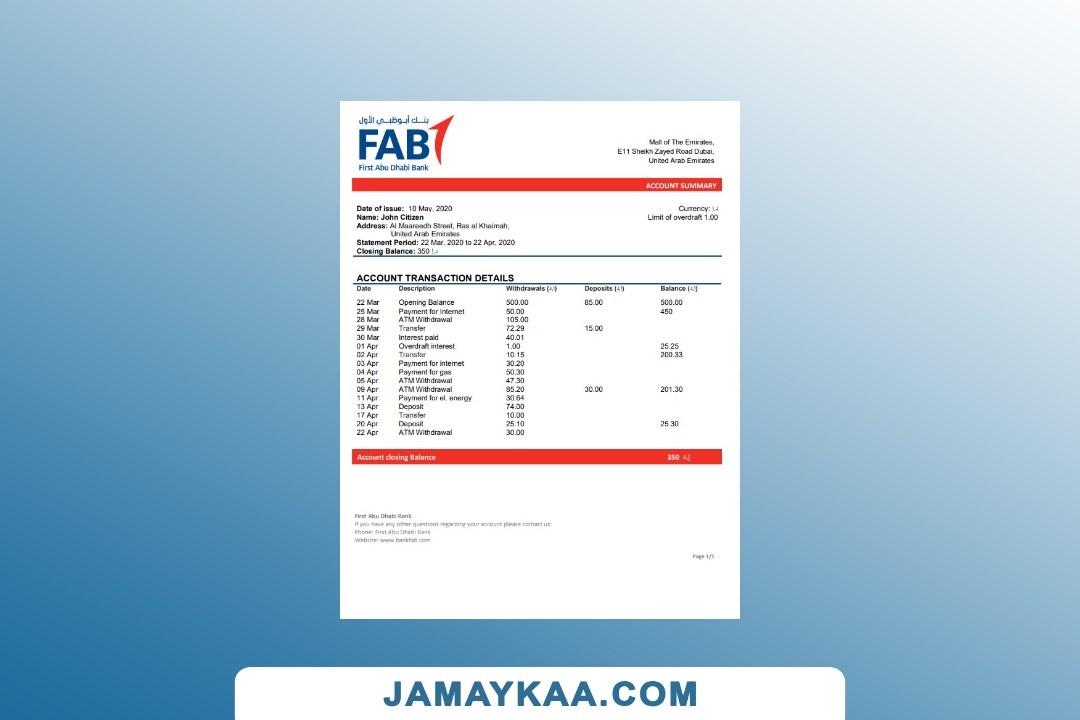 بنك أبوظبي الأول
FAB
First Abu Dhabi Bank
Mall of The Emirates,
E11 Sheikh Zayed Road Dubai,
United Arab Emirates
ACCOUNT SUMMARY
Date of issue: 10 May, 2020
Currency: د.إ
Name: John Citizen
Limit of overdraft 1.00
Address: Al Maareedh Street, Ras al Khaimah,
United Arab Emirates
Statement Period: 22 Mar, 2020 to 22 Apr, 2020
Closing Balance: 350 د.إ
ACCOUNT TRANSACTION DETAILS
Date Description Withdrawals (د.إ) Deposits (د.إ) Balance (د.إ)
22 Mar Opening Balance 500.00 85.00 500.00
25 Mar Payment for Internet 50.00 450
28 Mar ATM Withdrawal 105.00
29 Mar Transfer 72.29 15.00
30 Mar Interest paid 40.01
01 Apr Overdraft interest 1.00 25.25
02 Apr Transfer 10.15 200.33
03 Apr Payment for internet 30.20
04 Apr Payment for gas 50.30
05 Apr ATM Withdrawal 47.30
09 Apr ATM Withdrawal 85.20 30.00 201.30
11 Apr Payment for el. energy 30.64
13 Apr Deposit 74.00
17 Apr Transfer 10.00
20 Apr Deposit 25.10 25.30
22 Apr ATM Withdrawal 30.00
Account closing Balance 350 د.إ
First Abu Dhabi Bank
If you have any other questions regarding your account please contact us:
Phone: First Abu Dhabi Bank
Website: www.bankfab.com
Page 1/1
JAMAYKAA.COM